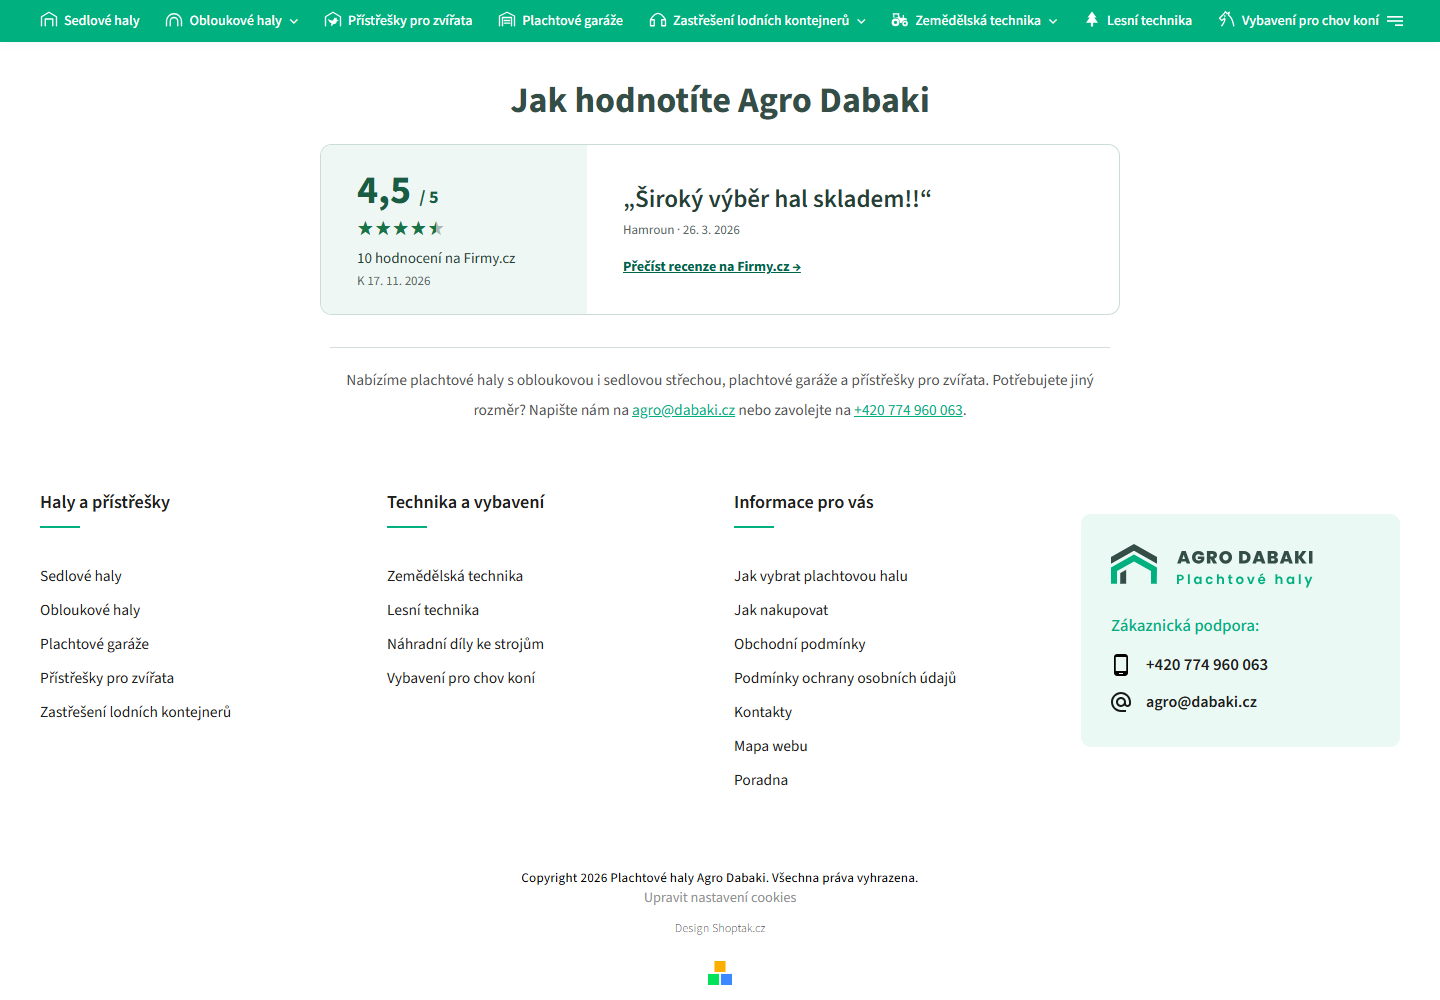 Sedlové haly
Obloukové haly
Přístřešky pro zvířata
Plachtové garáže
Zastřešení lodních kontejnerů
Zemědělská technika
Lesní technika
Vybavení pro chov koní
Jak hodnotíte Agro Dabaki
4,5 / 5
★★★★★
10 hodnocení na Firmy.cz
K 17. 11. 2026
„Široký výběr hal skladem!!“
Hamroun · 26. 3. 2026
Přečíst recenze na Firmy.cz →
Nabízíme plachtové haly s obloukovou i sedlovou střechou, plachtové garáže a přístřešky pro zvířata. Potřebujete jiný
rozměr? Napište nám na agro@dabaki.cz nebo zavolejte na +420 774 960 063.
Haly a přístřešky
Sedlové haly
Obloukové haly
Plachtové garáže
Přístřešky pro zvířata
Zastřešení lodních kontejnerů
Technika a vybavení
Zemědělská technika
Lesní technika
Náhradní díly ke strojům
Vybavení pro chov koní
Informace pro vás
Jak vybrat plachtovou halu
Jak nakupovat
Obchodní podmínky
Podmínky ochrany osobních údajů
Kontakty
Mapa webu
Poradna
AGRO DABAKI
Plachtové haly
Zákaznická podpora:
+420 774 960 063
agro@dabaki.cz
Copyright 2026 Plachtové haly Agro Dabaki. Všechna práva vyhrazena.
Upravit nastavení cookies
Design Shoptak.cz